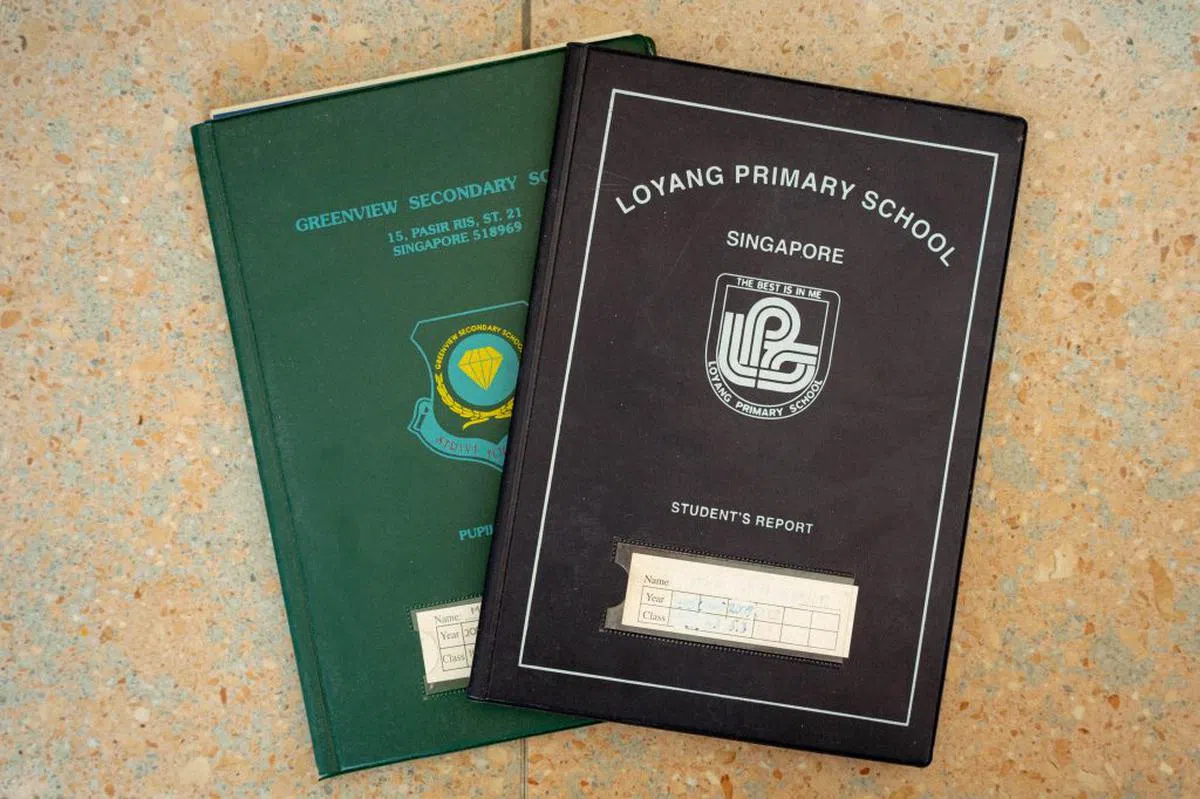 GREENVIEW SECONDARY SC
15, PASIR RIS, ST. 21
SINGAPORE 518969
GREENVIEW SECONDARY SCHOOL
PUPIL
Name
Year
Class
LOYANG PRIMARY SCHOOL
SINGAPORE
THE BEST IS IN ME
LOYANG PRIMARY SCHOOL
STUDENT'S REPORT
Name
Year 2009
Class